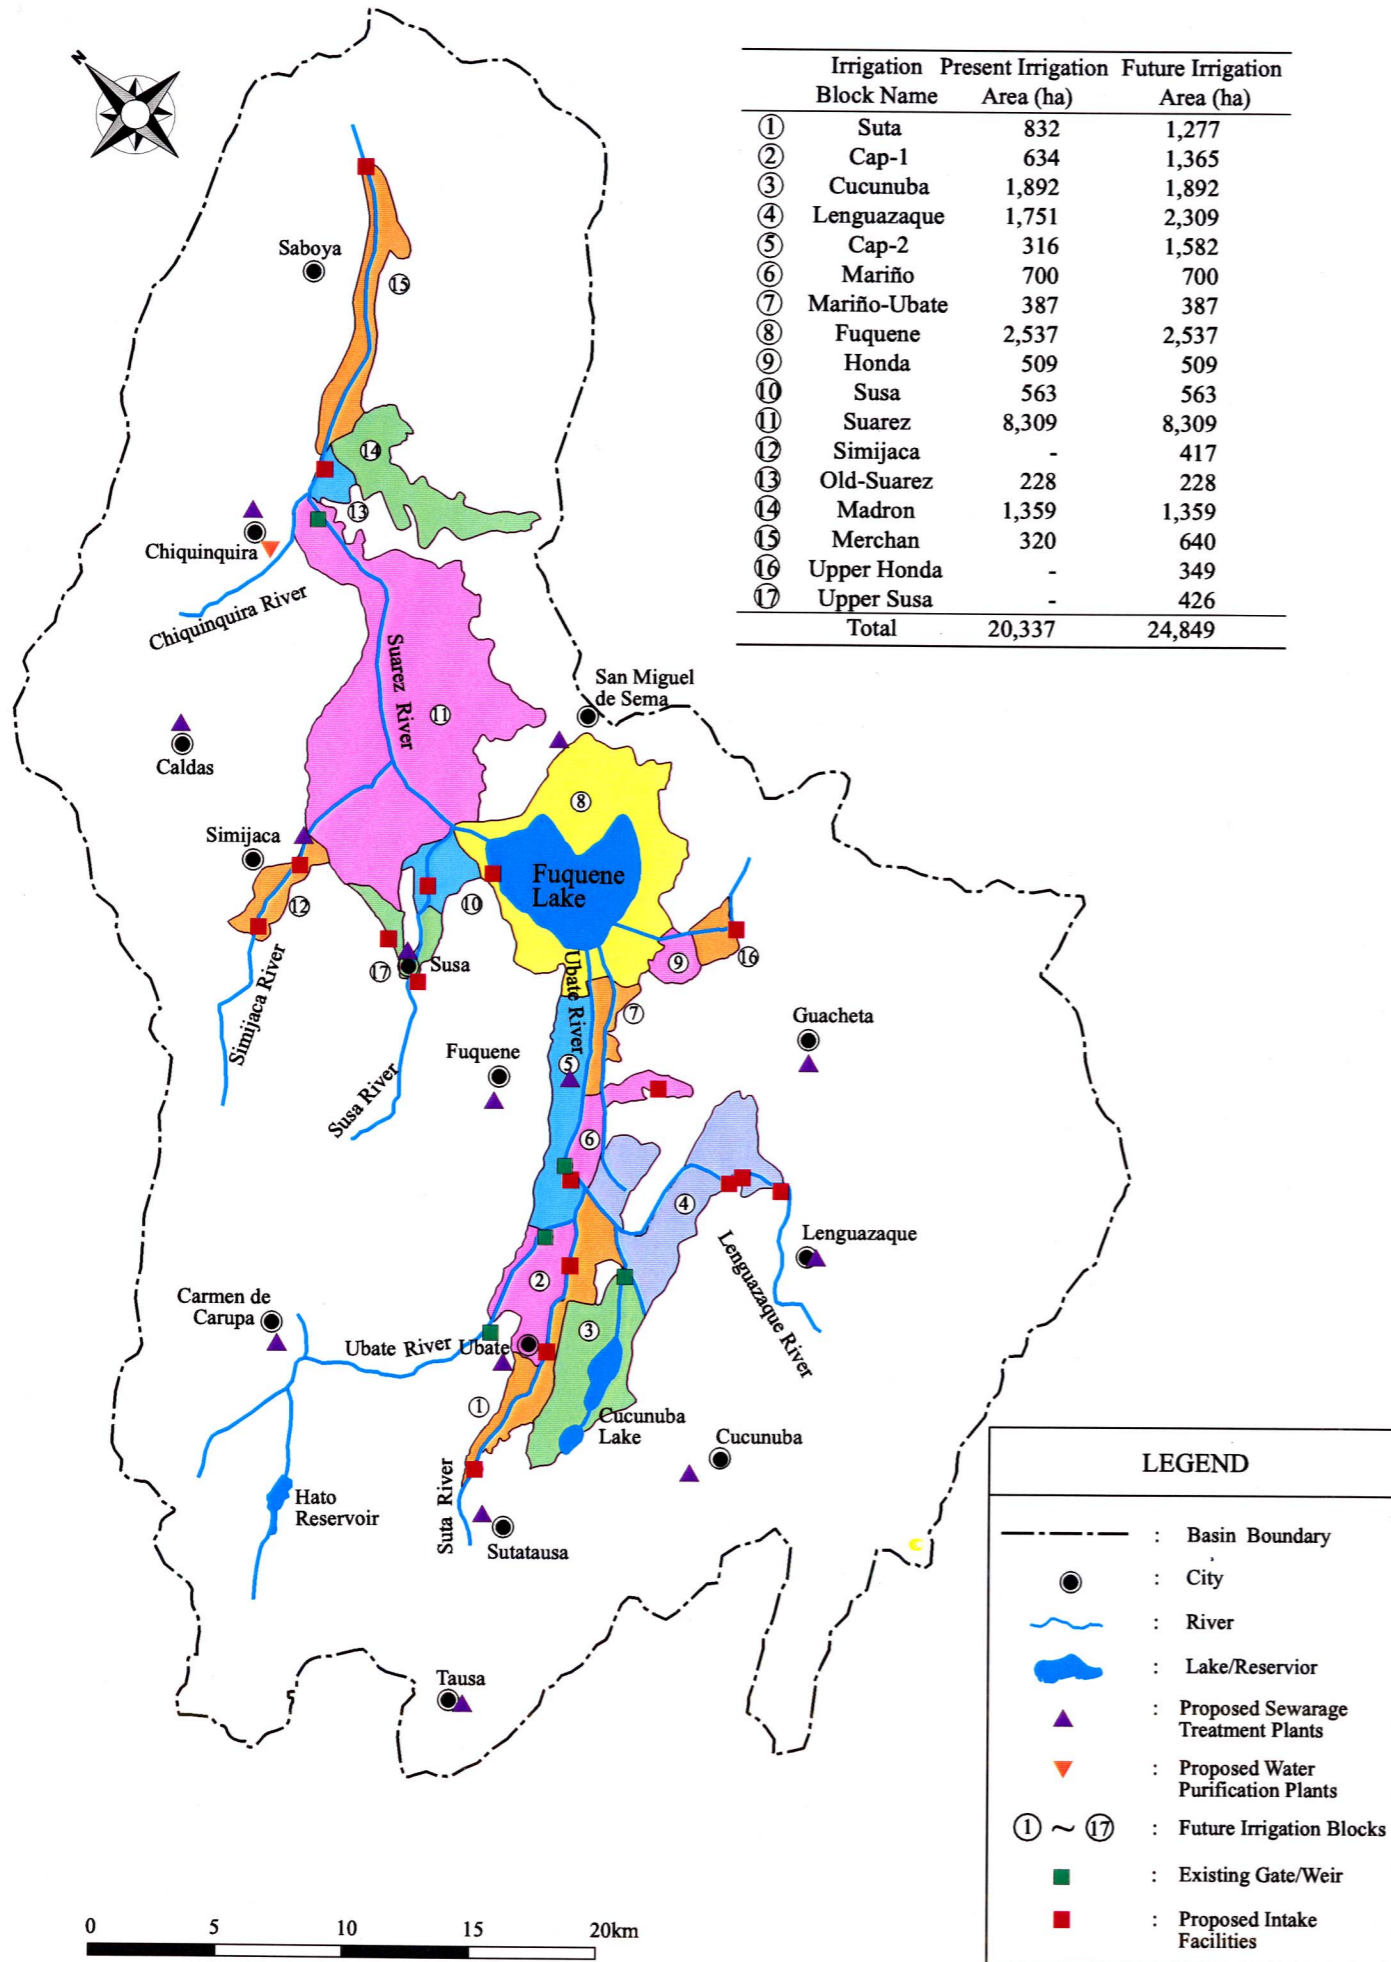 N
Irrigation Present Irrigation Future Irrigation
Block Name Area (ha) Area (ha)
① Suta 832 1,277
② Cap-1 634 1,365
③ Cucunuba 1,892 1,892
④ Lenguazaque 1,751 2,309
⑤ Cap-2 316 1,582
⑥ Mariño 700 700
⑦ Mariño-Ubate 387 387
⑧ Fuquene 2,537 2,537
⑨ Honda 509 509
⑩ Susa 563 563
⑪ Suarez 8,309 8,309
⑫ Simijaca - 417
⑬ Old-Suarez 228 228
⑭ Madron 1,359 1,359
⑮ Merchan 320 640
⑯ Upper Honda - 349
⑰ Upper Susa - 426
Total 20,337 24,849
Saboya
⑮
⑭
⑬
Chiquinquira
Chiquinquira River
Suarez River
⑪
San Miguel
de Sema
Caldas
⑧
Simijaca
Fuquene
Lake
⑫
⑩
⑨
⑯
⑰
Susa
Simijaca River
Ubate River
⑦
Guacheta
Fuquene
⑤
Susa River
⑥
④
Lenguazaque
Lenguazaque River
②
Carmen de
Carupa
③
Ubate River
Ubate
①
Cucunuba
Lake
Cucunuba
Hato
Reservoir
Suta River
Sutatausa
Tausa
LEGEND
: Basin Boundary
: City
: River
: Lake/Reservior
: Proposed Sewarage
Treatment Plants
: Proposed Water
Purification Plants
① ~ ⑰ : Future Irrigation Blocks
: Existing Gate/Weir
: Proposed Intake
Facilities
0 5 10 15 20km